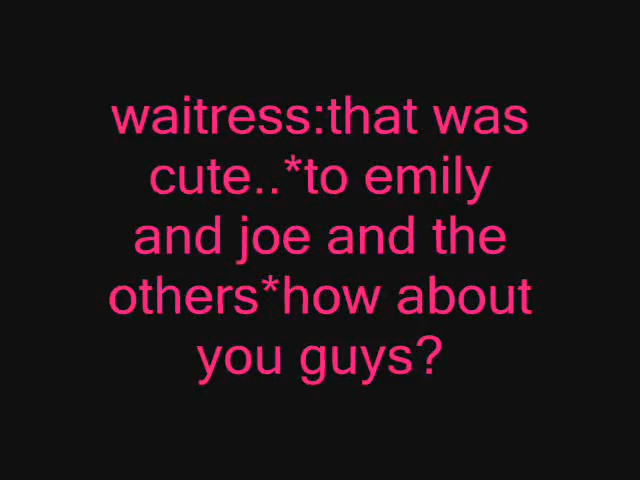 waitress:that was
cute..*to emily
and joe and the
others*how about
you guys?